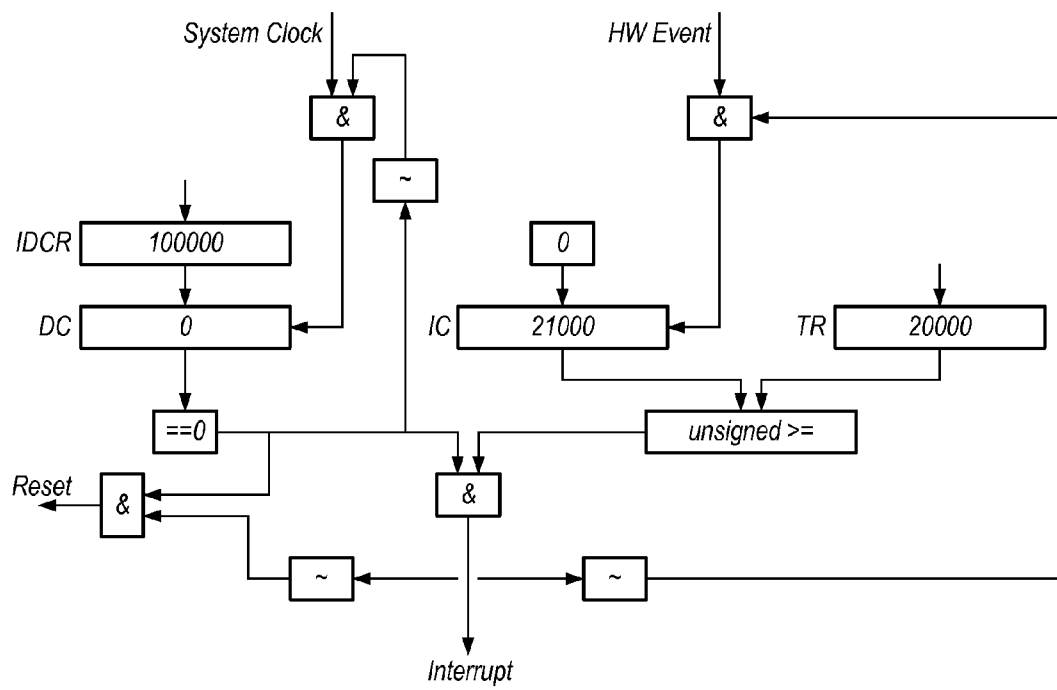 System Clock
HW Event
&
&
~
IDCR
100000
0
DC
0
IC
21000
TR
20000
==0
unsigned >=
Reset
&
&
~
~
Interrupt